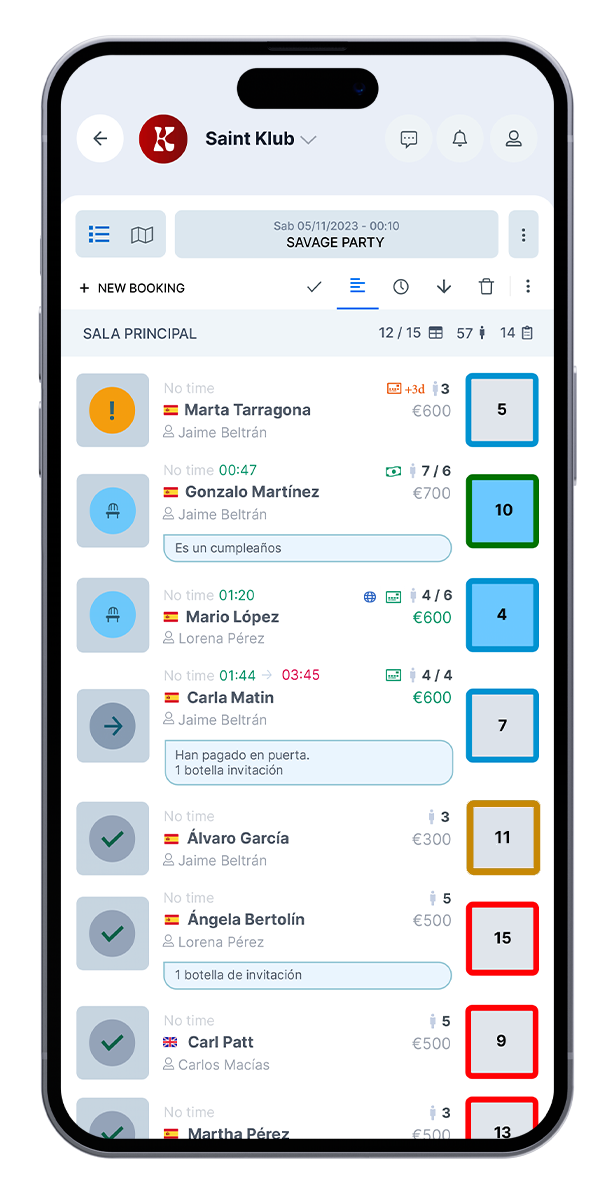 K
Saint Klub
Sab 05/11/2023 - 00:10
SAVAGE PARTY
+ NEW BOOKING
SALA PRINCIPAL 12 / 15 57 14
No time +3d 3
! Marta Tarragona €600 5
Jaime Beltrán
No time 00:47 7 / 6
Gonzalo Martínez €700 10
Jaime Beltrán
Es un cumpleaños
No time 01:20 4 / 6
Mario López €600 4
Lorena Pérez
No time 01:44 → 03:45 4 / 4
Carla Matin €600 7
Jaime Beltrán
Han pagado en puerta.
1 botella invitación
No time 3
Álvaro García €300 11
Jaime Beltrán
No time 5
Ángela Bertolín €500 15
Lorena Pérez
1 botella de invitación
No time 5
Carl Patt €500 9
Carlos Macías
No time 3
Martha Pérez €500 13